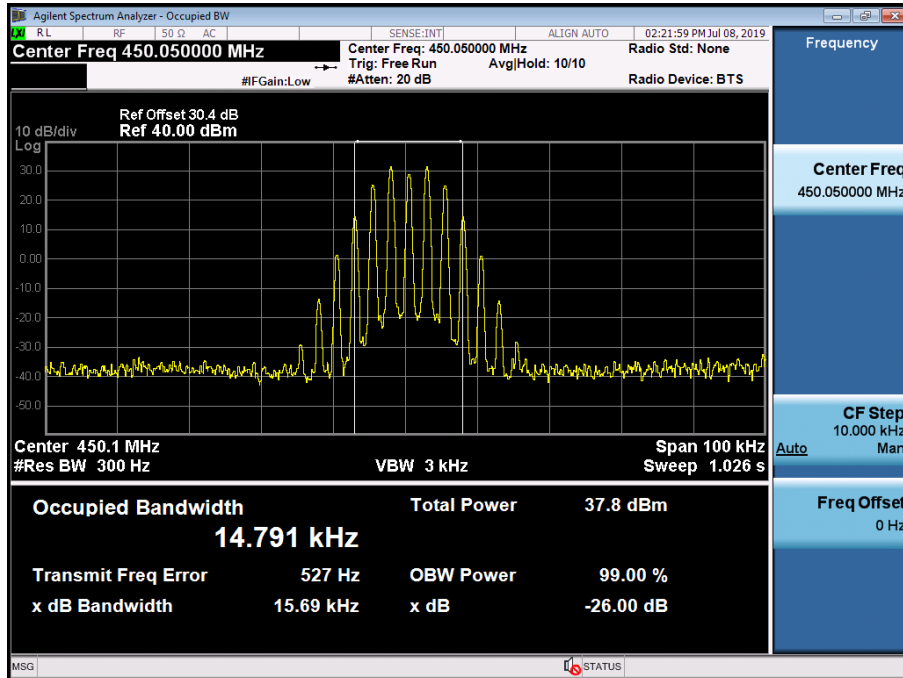 Agilent Spectrum Analyzer - Occupied BW
LXI RL RF 50 Ω AC SENSE:INT ALIGN AUTO 02:21:59 PM Jul 08, 2019
Center Freq 450.050000 MHz
Center Freq: 450.050000 MHz Radio Std: None
Trig: Free Run Avg|Hold: 10/10
#IFGain:Low #Atten: 20 dB Radio Device: BTS
Ref Offset 30.4 dB
10 dB/div Ref 40.00 dBm
Log
30.0
20.0
10.0
0.00
-10.0
-20.0
-30.0
-40.0
-50.0
Center 450.1 MHz Span 100 kHz
#Res BW 300 Hz VBW 3 kHz Sweep 1.026 s
Occupied Bandwidth Total Power 37.8 dBm
14.791 kHz
Transmit Freq Error 527 Hz OBW Power 99.00 %
x dB Bandwidth 15.69 kHz x dB -26.00 dB
MSG STATUS
Frequency
Center Freq
450.050000 MHz
CF Step
10.000 kHz
Auto Man
Freq Offset
0 Hz